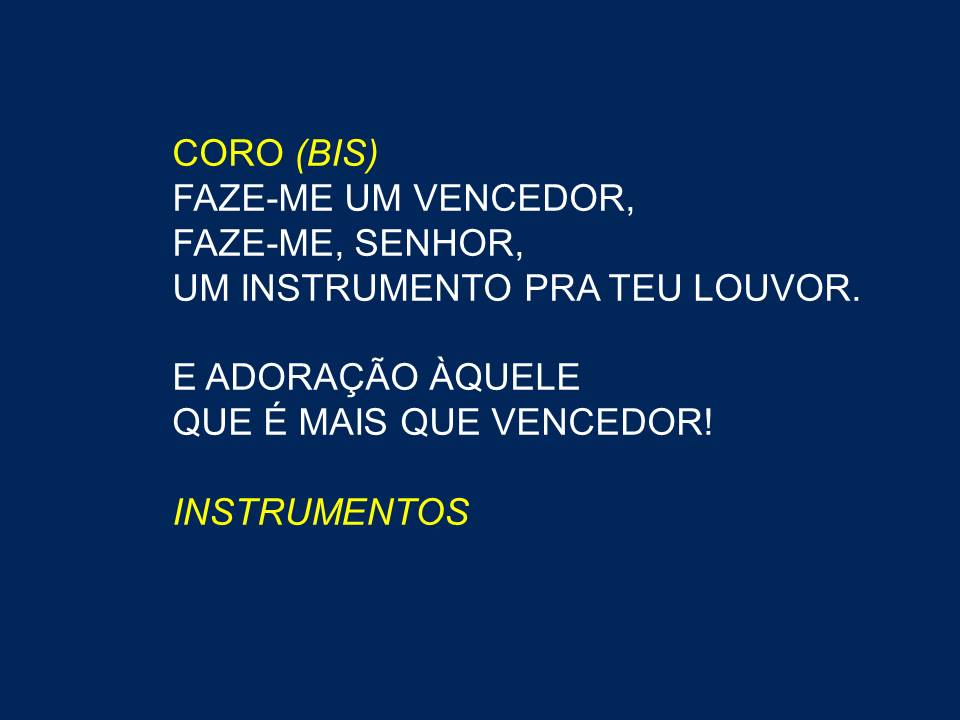 CORO (BIS)
FAZE-ME UM VENCEDOR,
FAZE-ME, SENHOR,
UM INSTRUMENTO PRA TEU LOUVOR.
E ADORAÇÃO ÀQUELE
QUE É MAIS QUE VENCEDOR!
INSTRUMENTOS